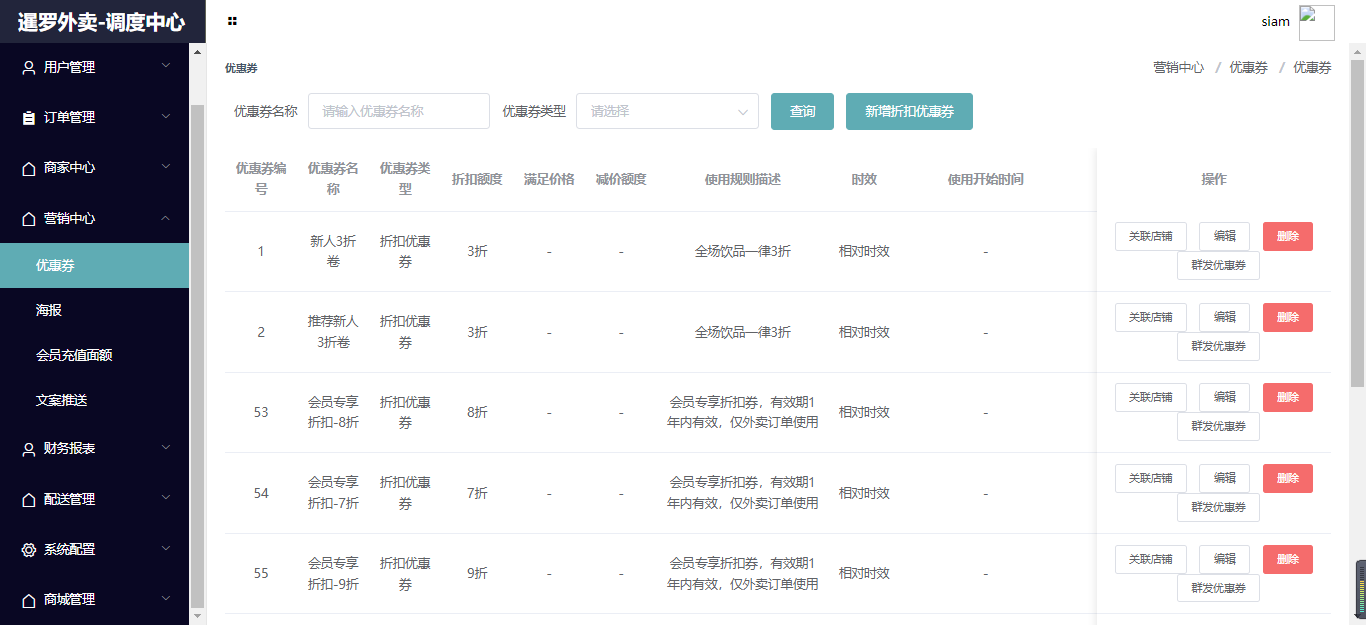 暹罗外卖-调度中心
siam
用户管理
订单管理
商家中心
营销中心
优惠券
海报
会员充值面额
文案推送
财务报表
配送管理
系统配置
商城管理
优惠券
营销中心 / 优惠券 / 优惠券
优惠券名称 请输入优惠券名称 优惠券类型 请选择 查询 新增折扣优惠券
优惠券编号 优惠券名称 优惠券类型 折扣额度 满足价格 减价额度 使用规则描述 时效 使用开始时间 操作
1 新人3折卷 折扣优惠券 3折 - - 全场饮品一律3折 相对时效 - 关联店铺 编辑 删除
群发优惠券
2 推荐新人3折卷 折扣优惠券 3折 - - 全场饮品一律3折 相对时效 - 关联店铺 编辑 删除
群发优惠券
53 会员专享折扣-8折 折扣优惠券 8折 - - 会员专享折扣券，有效期1年内有效，仅外卖订单使用 相对时效 - 关联店铺 编辑 删除
群发优惠券
54 会员专享折扣-7折 折扣优惠券 7折 - - 会员专享折扣券，有效期1年内有效，仅外卖订单使用 相对时效 - 关联店铺 编辑 删除
群发优惠券
55 会员专享折扣-9折 折扣优惠券 9折 - - 会员专享折扣券，有效期1年内有效，仅外卖订单使用 相对时效 - 关联店铺 编辑 删除
群发优惠券